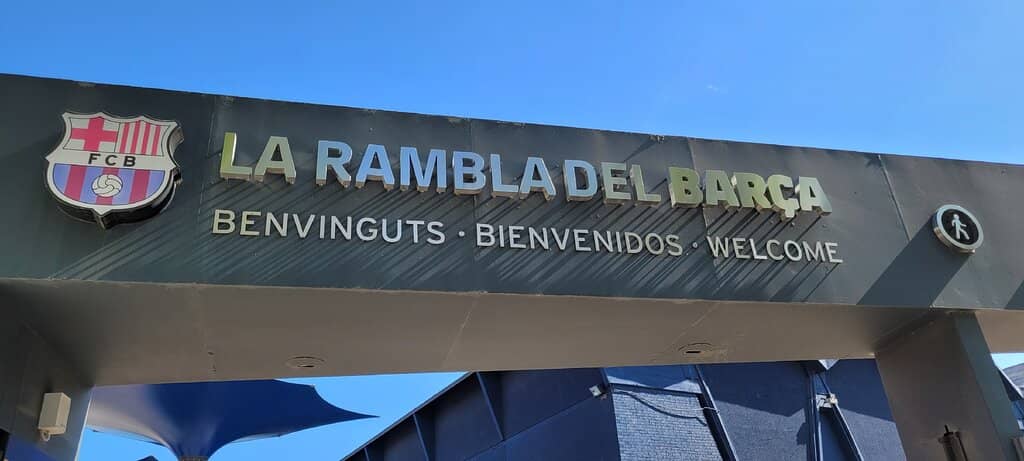 FCB
LA RAMBLA DEL BARÇA
BENVINGUTS · BIENVENIDOS · WELCOME